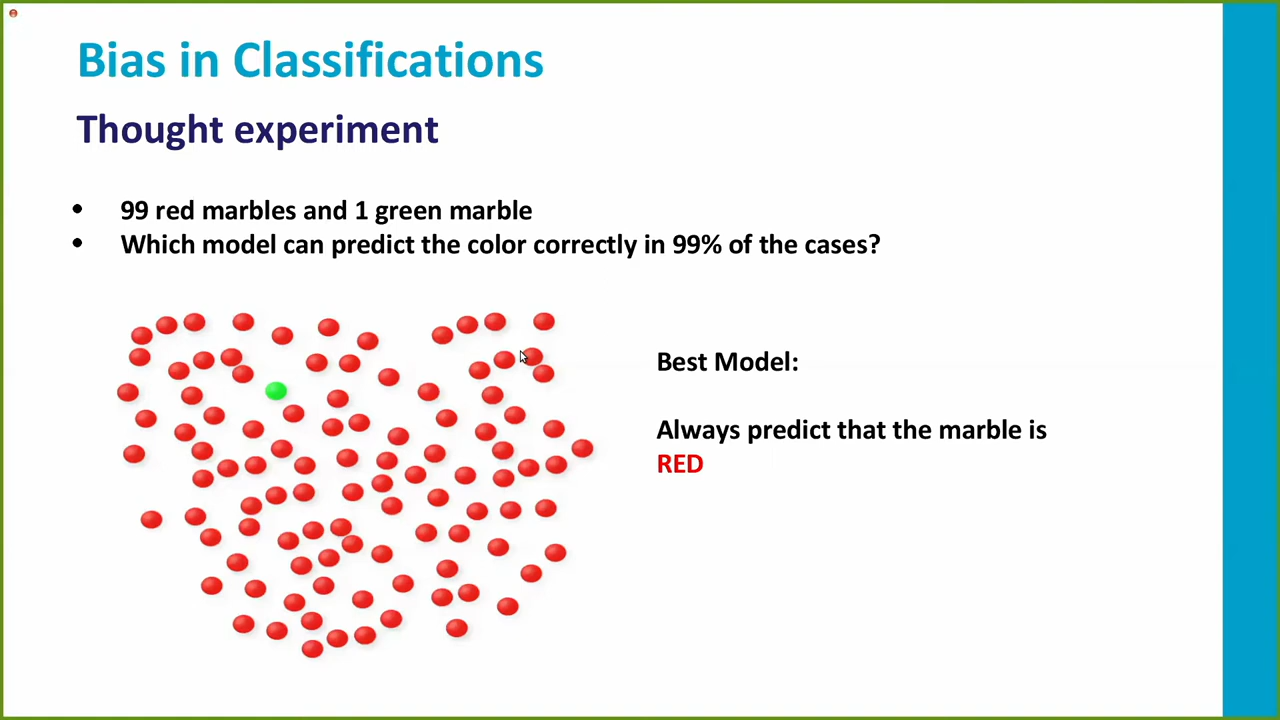 Bias in Classifications
Thought experiment
• 99 red marbles and 1 green marble
• Which model can predict the color correctly in 99% of the cases?
Best Model:
Always predict that the marble is
RED